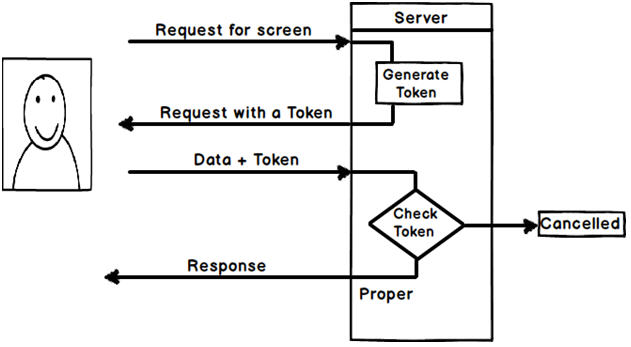 Server
Request for screen
Generate
Token
Request with a Token
Data + Token
Check
Token
Cancelled
Response
Proper